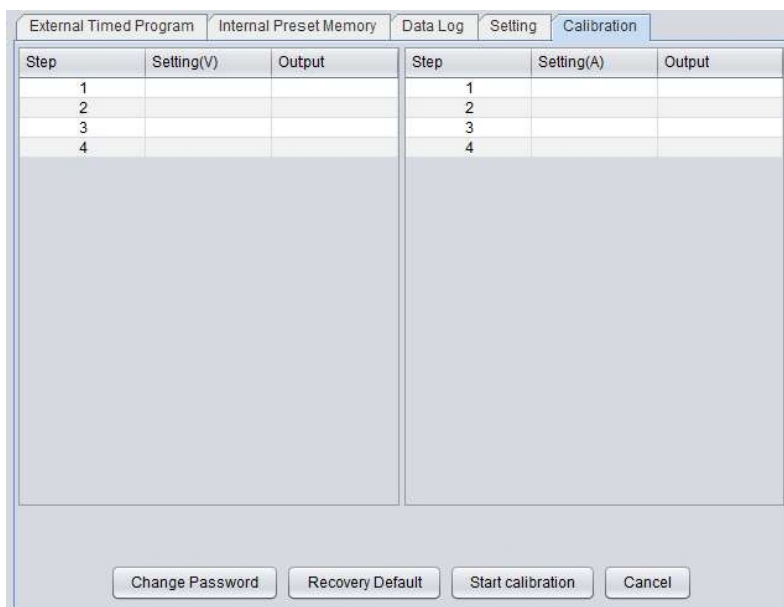 External Timed Program Internal Preset Memory Data Log Setting Calibration
Step Setting(V) Output Step Setting(A) Output
1 1
2 2
3 3
4 4
Change Password Recovery Default Start calibration Cancel